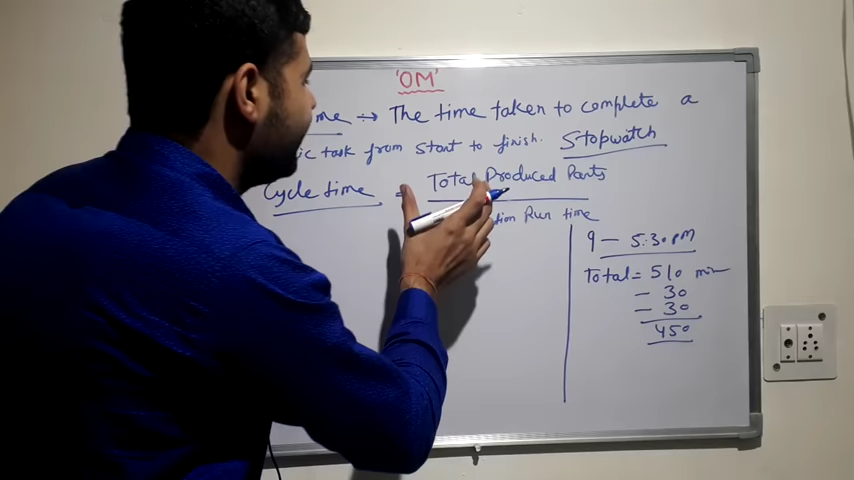 'OM'
→ The time taken to complete a
task from start to finish. Stopwatch
Cycle time = Total Produced Parts
Run time
9 - 5:30 PM
Total = 510 min
- 30
- 30
450